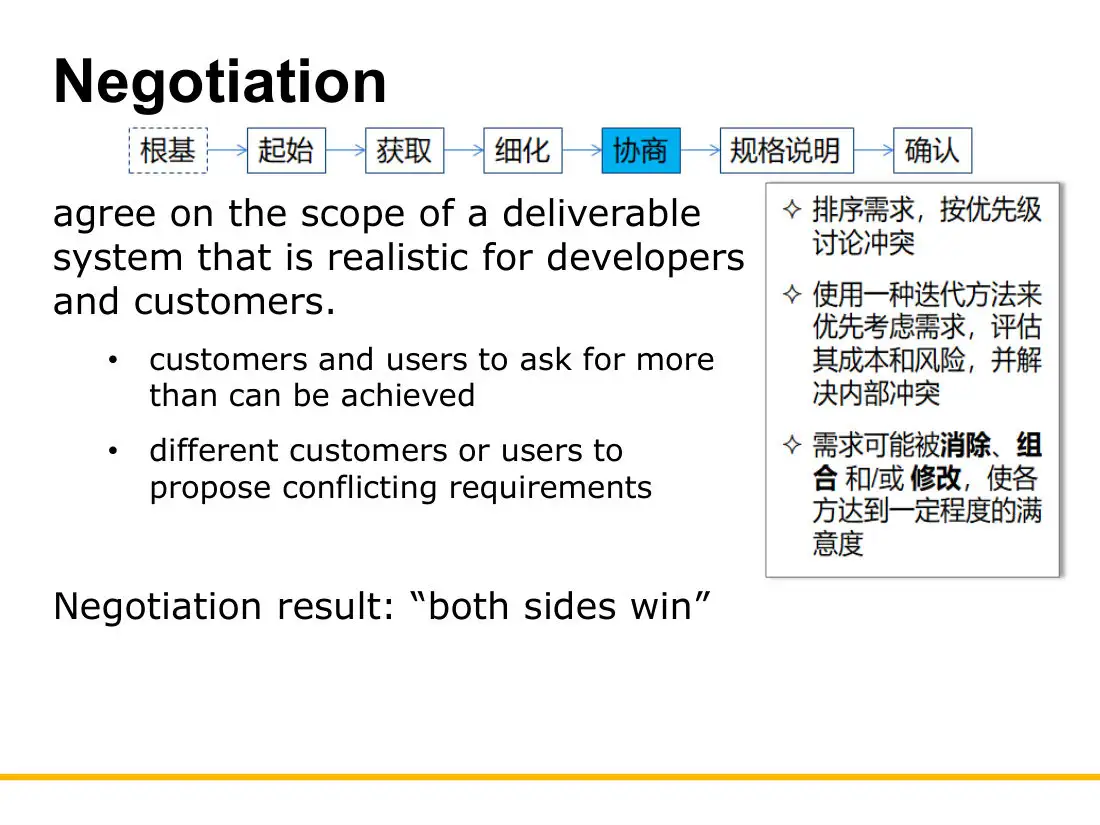 Negotiation
根基
起始
获取
细化
协商
规格说明
确认
agree on the scope of a deliverable
system that is realistic for developers
and customers.
• customers and users to ask for more
than can be achieved
• different customers or users to
propose conflicting requirements
Negotiation result: “both sides win”
✧ 排序需求，按优先级
讨论冲突
✧ 使用一种迭代方法来
优先考虑需求，评估
其成本和风险，并解
决内部冲突
✧ 需求可能被消除、组
合 和/或 修改，使各
方达到一定程度的满
意度